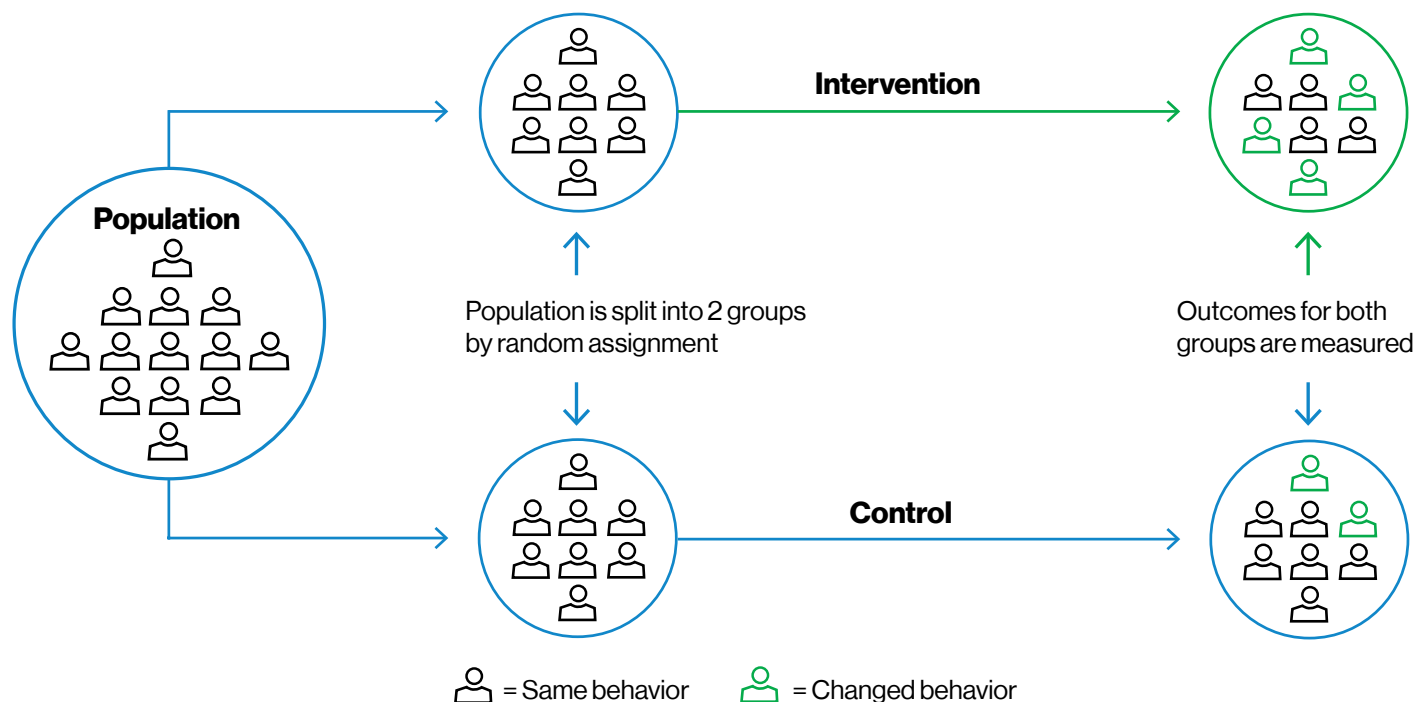 Intervention
Population
Population is split into 2 groups
by random assignment
Outcomes for both
groups are measured
Control
= Same behavior
= Changed behavior